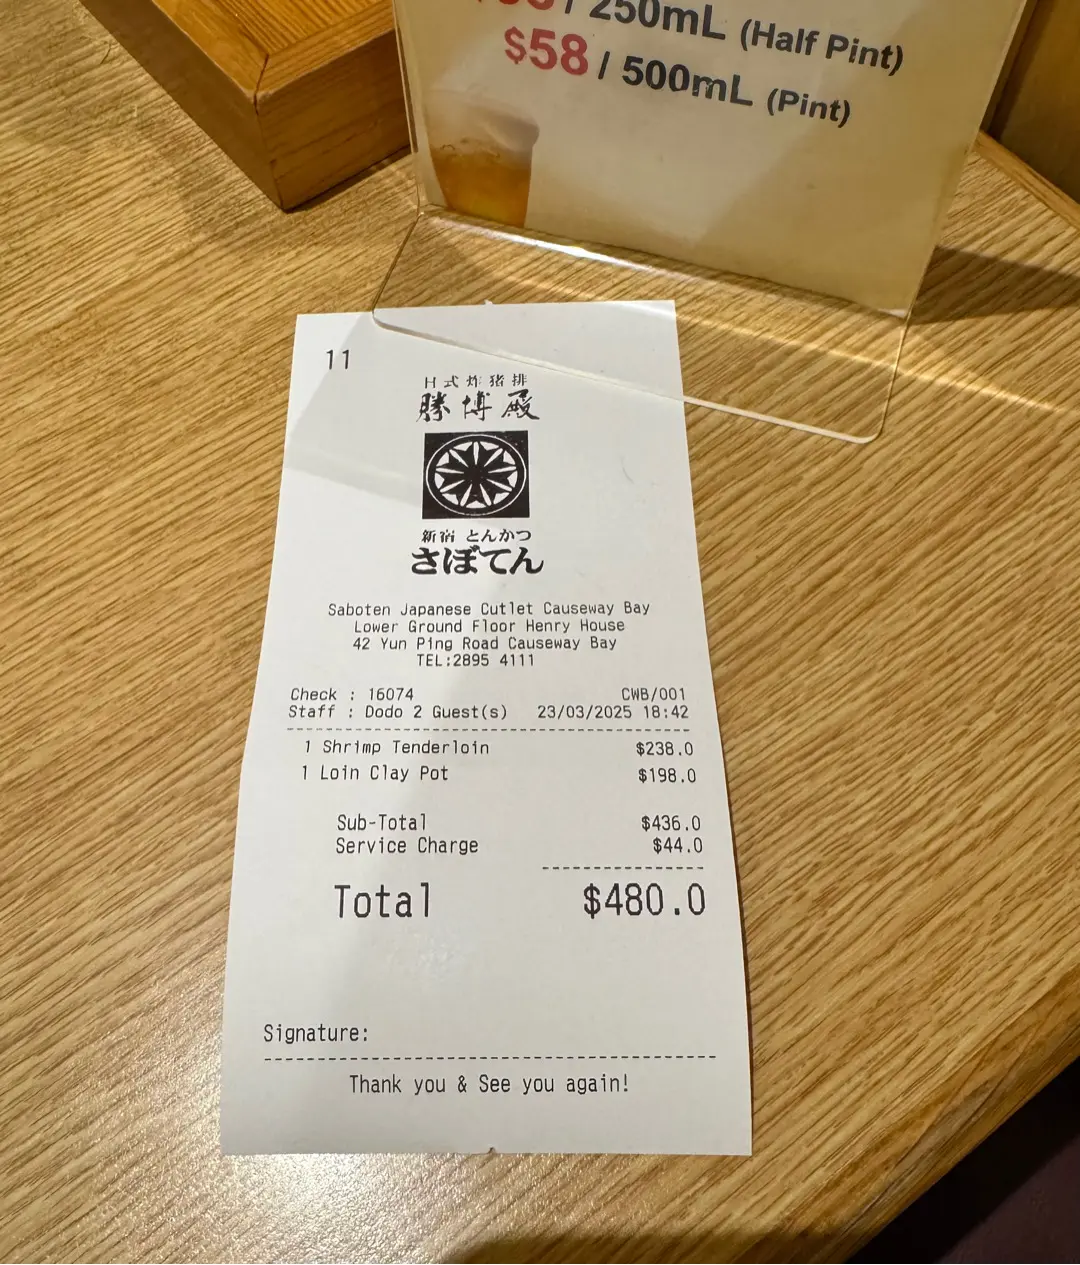 / 250mL (Half Pint)
$58 / 500mL (Pint)
11
日式炸豬排
勝博殿
新宿 とんかつ
さぼてん
Saboten Japanese Cutlet Causeway Bay
Lower Ground Floor Henry House
42 Yun Ping Road Causeway Bay
TEL:2895 4111
Check : 16074 CWB/001
Staff : Dodo 2 Guest(s) 23/03/2025 18:42
1 Shrimp Tenderloin $238.0
1 Loin Clay Pot $198.0
Sub-Total $436.0
Service Charge $44.0
Total $480.0
Signature:
Thank you & See you again!